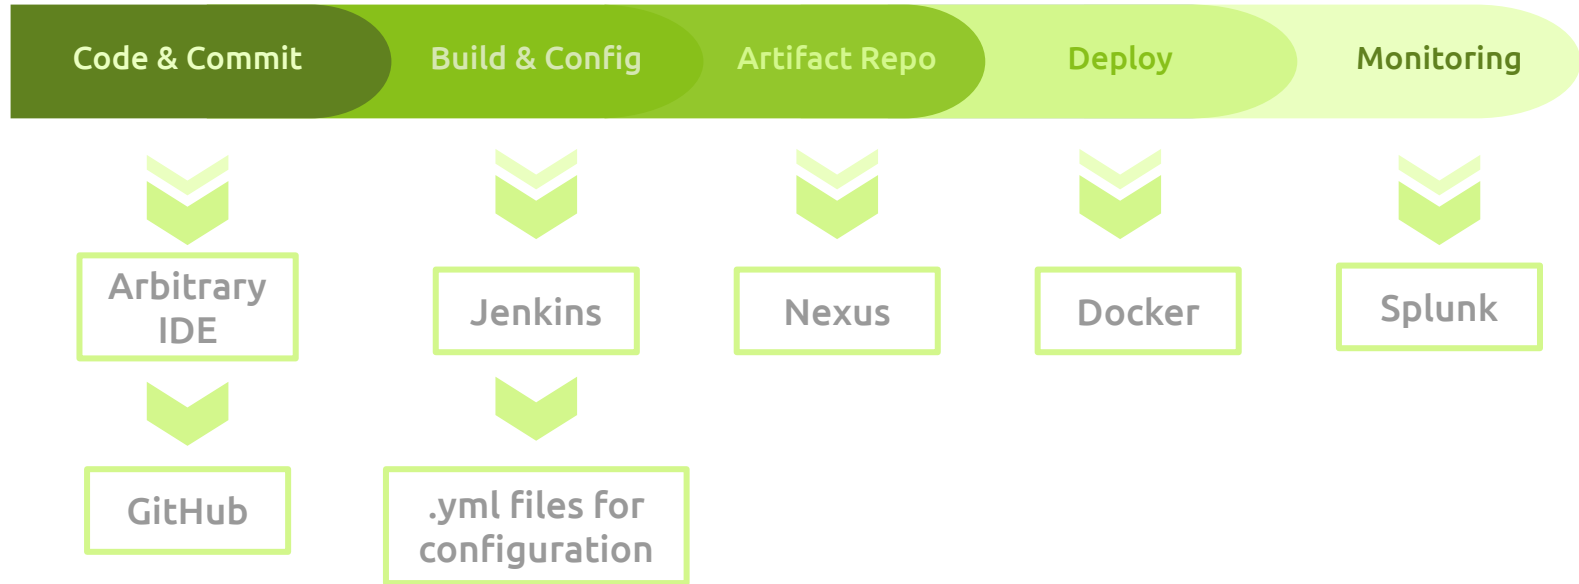 Code & Commit
Build & Config
Artifact Repo
Deploy
Monitoring
Arbitrary
IDE
Jenkins
Nexus
Docker
Splunk
GitHub
.yml files for
configuration